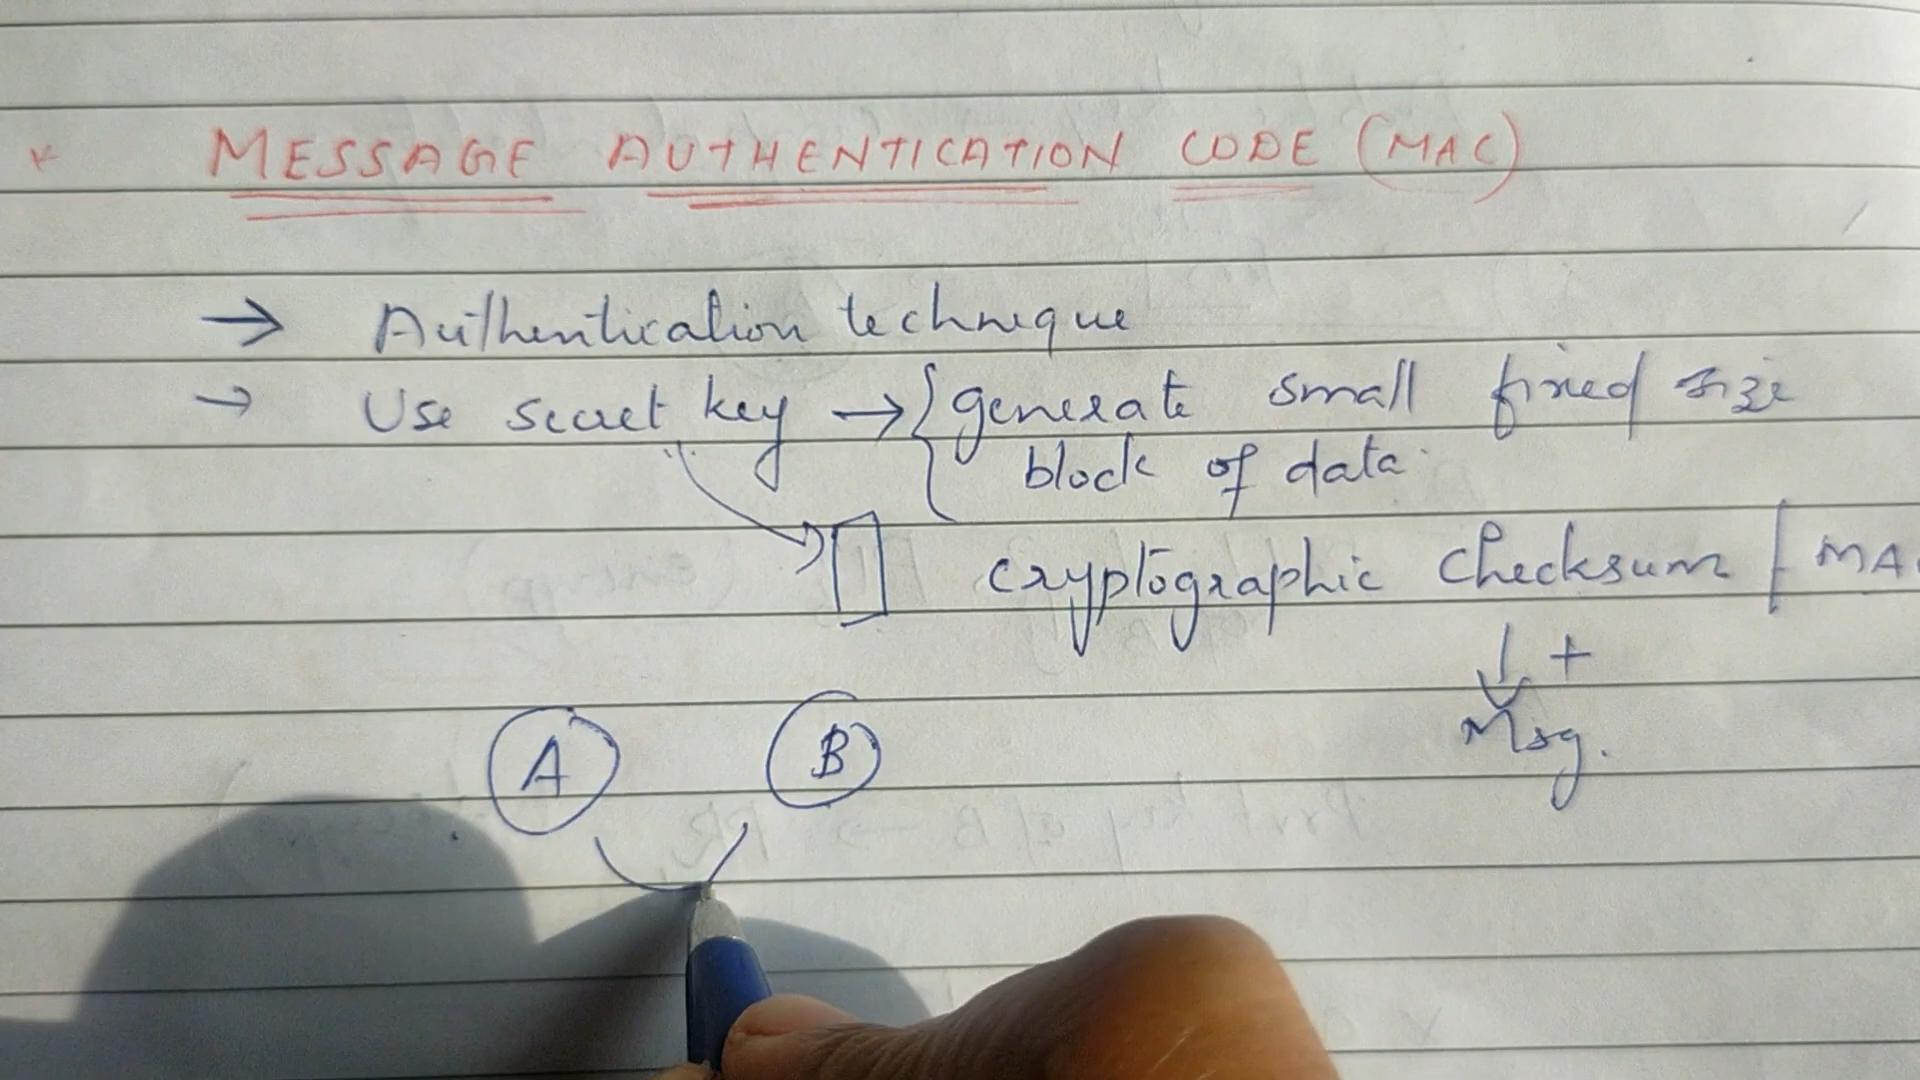 MESSAGE AUTHENTICATION CODE (MAC)
→ Authentication technique
→ Use secret key → { generate small fixed size
block of data.
cryptographic checksum / MAC
↓ +
Msg.
A B